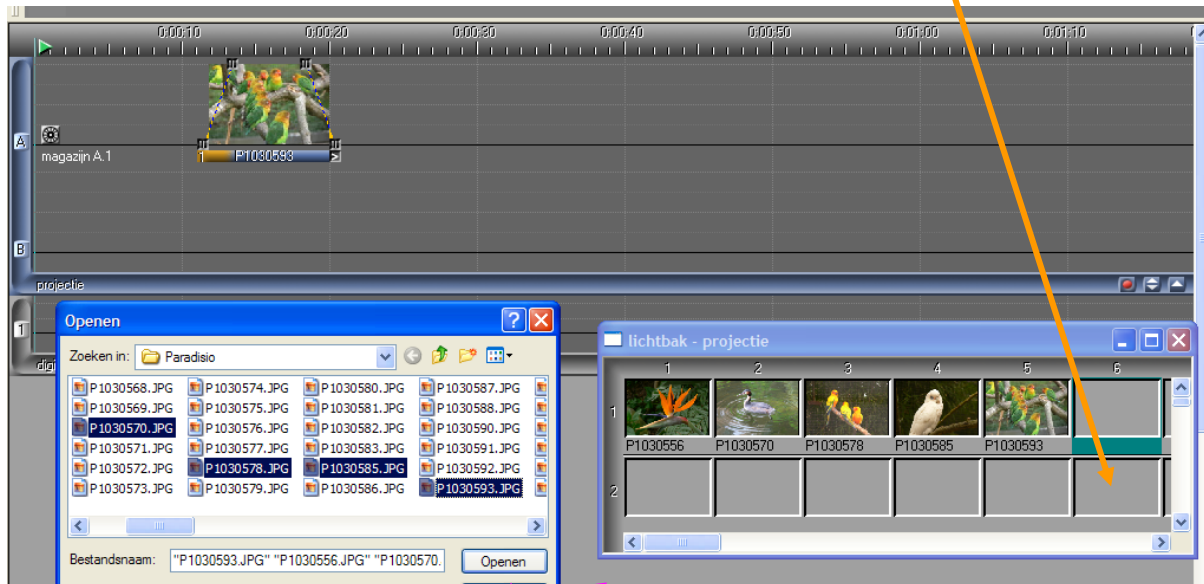 0:00:10 0:00:20 0:00:30 0:00:40 0:00:50 0:01:00 0:01:10
A
magazijn A.1
1 P1030593
B
projectie
1
Openen
Zoeken in: Paradisio
P1030568.JPG P1030574.JPG P1030580.JPG P1030587.JPG
P1030569.JPG P1030575.JPG P1030581.JPG P1030588.JPG
P1030570.JPG P1030576.JPG P1030582.JPG P1030590.JPG
P1030571.JPG P1030577.JPG P1030583.JPG P1030591.JPG
P1030572.JPG P1030578.JPG P1030585.JPG P1030592.JPG
P1030573.JPG P1030579.JPG P1030586.JPG P1030593.JPG
Bestandsnaam: "P1030593.JPG" "P1030556.JPG" "P1030570. Openen
lichtbak - projectie
1 2 3 4 5 6
1
P1030556 P1030570 P1030578 P1030585 P1030593
2